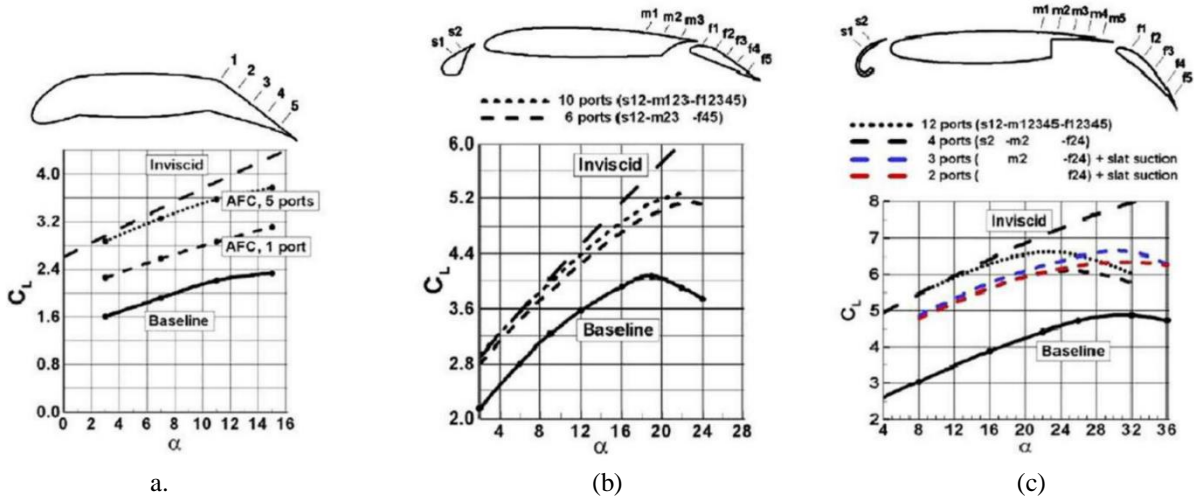 1
2
3
4
5
4.0
3.2
2.4
1.6
0.8
0.0
C_L
Inviscid
AFC, 5 ports
AFC, 1 port
Baseline
0 2 4 6 8 10 12 14 16
α
a.
s1 s2 m1 m2 m3 f1 f2 f3 f4 f5
10 ports (s12-m123-f12345)
6 ports (s12-m23 -f45)
6.0
5.2
4.4
3.6
2.8
2.0
C_L
Inviscid
Baseline
4 8 12 16 20 24 28
α
(b)
s1 s2 m1 m2 m3 m4 m5 f1 f2 f3 f4 f5
12 ports (s12-m12345-f12345)
4 ports (s2 -m2 -f24)
3 ports ( m2 -f24) + slat suction
2 ports ( f24) + slat suction
8
7
6
5
4
3
2
C_L
Inviscid
Baseline
4 8 12 16 20 24 28 32 36
α
(c)